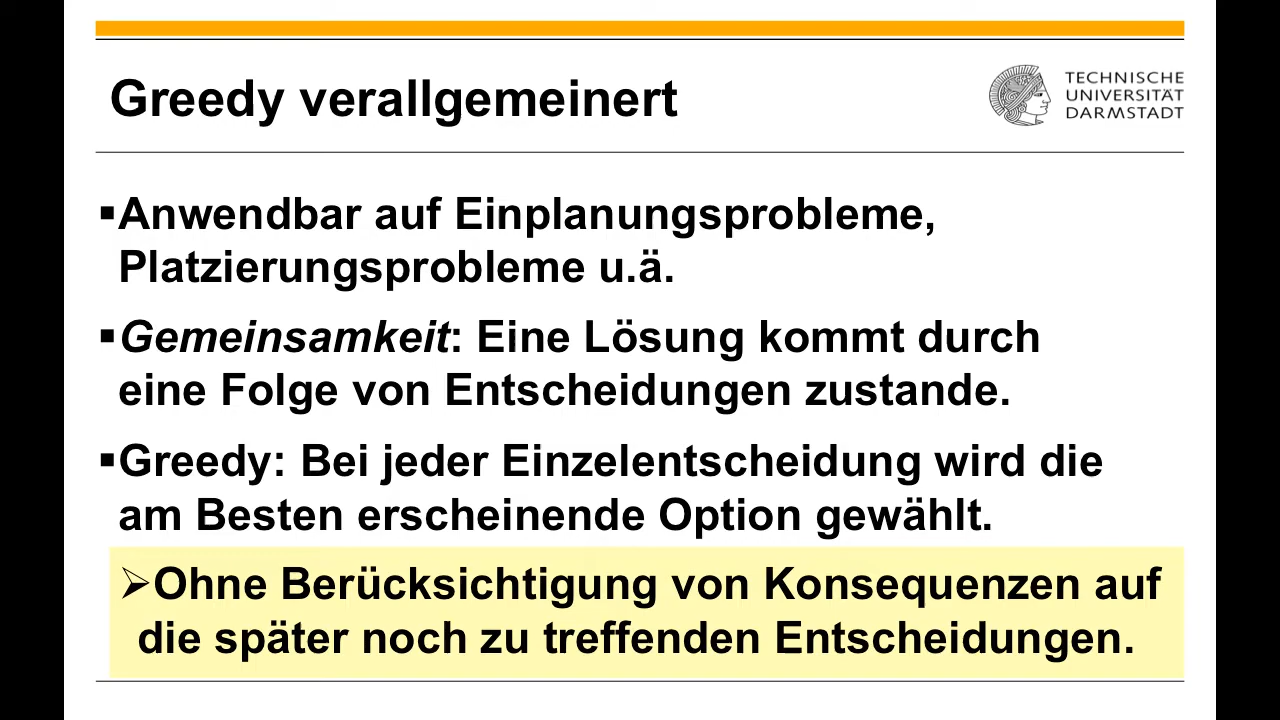 Greedy verallgemeinert
TECHNISCHE
UNIVERSITÄT
DARMSTADT
▪Anwendbar auf Einplanungsprobleme,
Platzierungsprobleme u.ä.
▪Gemeinsamkeit: Eine Lösung kommt durch
eine Folge von Entscheidungen zustande.
▪Greedy: Bei jeder Einzelentscheidung wird die
am Besten erscheinende Option gewählt.
➢Ohne Berücksichtigung von Konsequenzen auf
die später noch zu treffenden Entscheidungen.